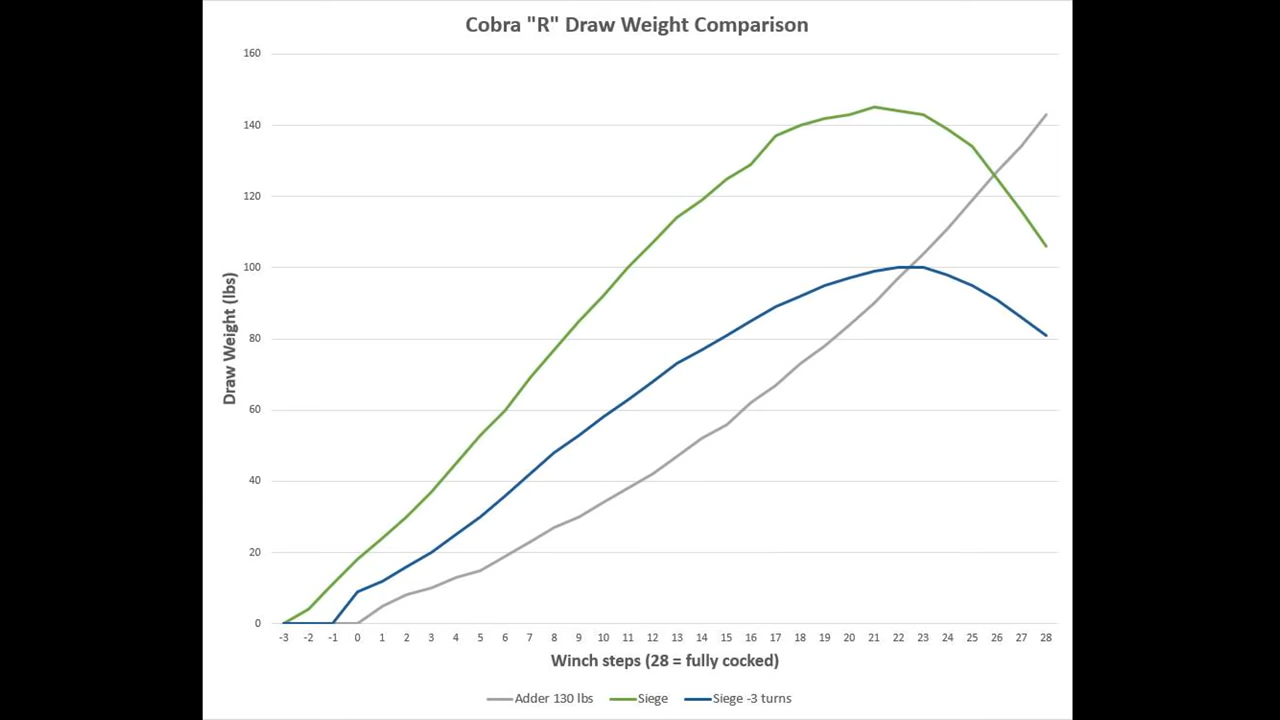 Cobra "R" Draw Weight Comparison
160
140
120
100
80
60
40
20
0
Draw Weight (lbs)
-3 -2 -1 0 1 2 3 4 5 6 7 8 9 10 11 12 13 14 15 16 17 18 19 20 21 22 23 24 25 26 27 28
Winch steps (28 = fully cocked)
Adder 130 lbs Siege Siege -3 turns